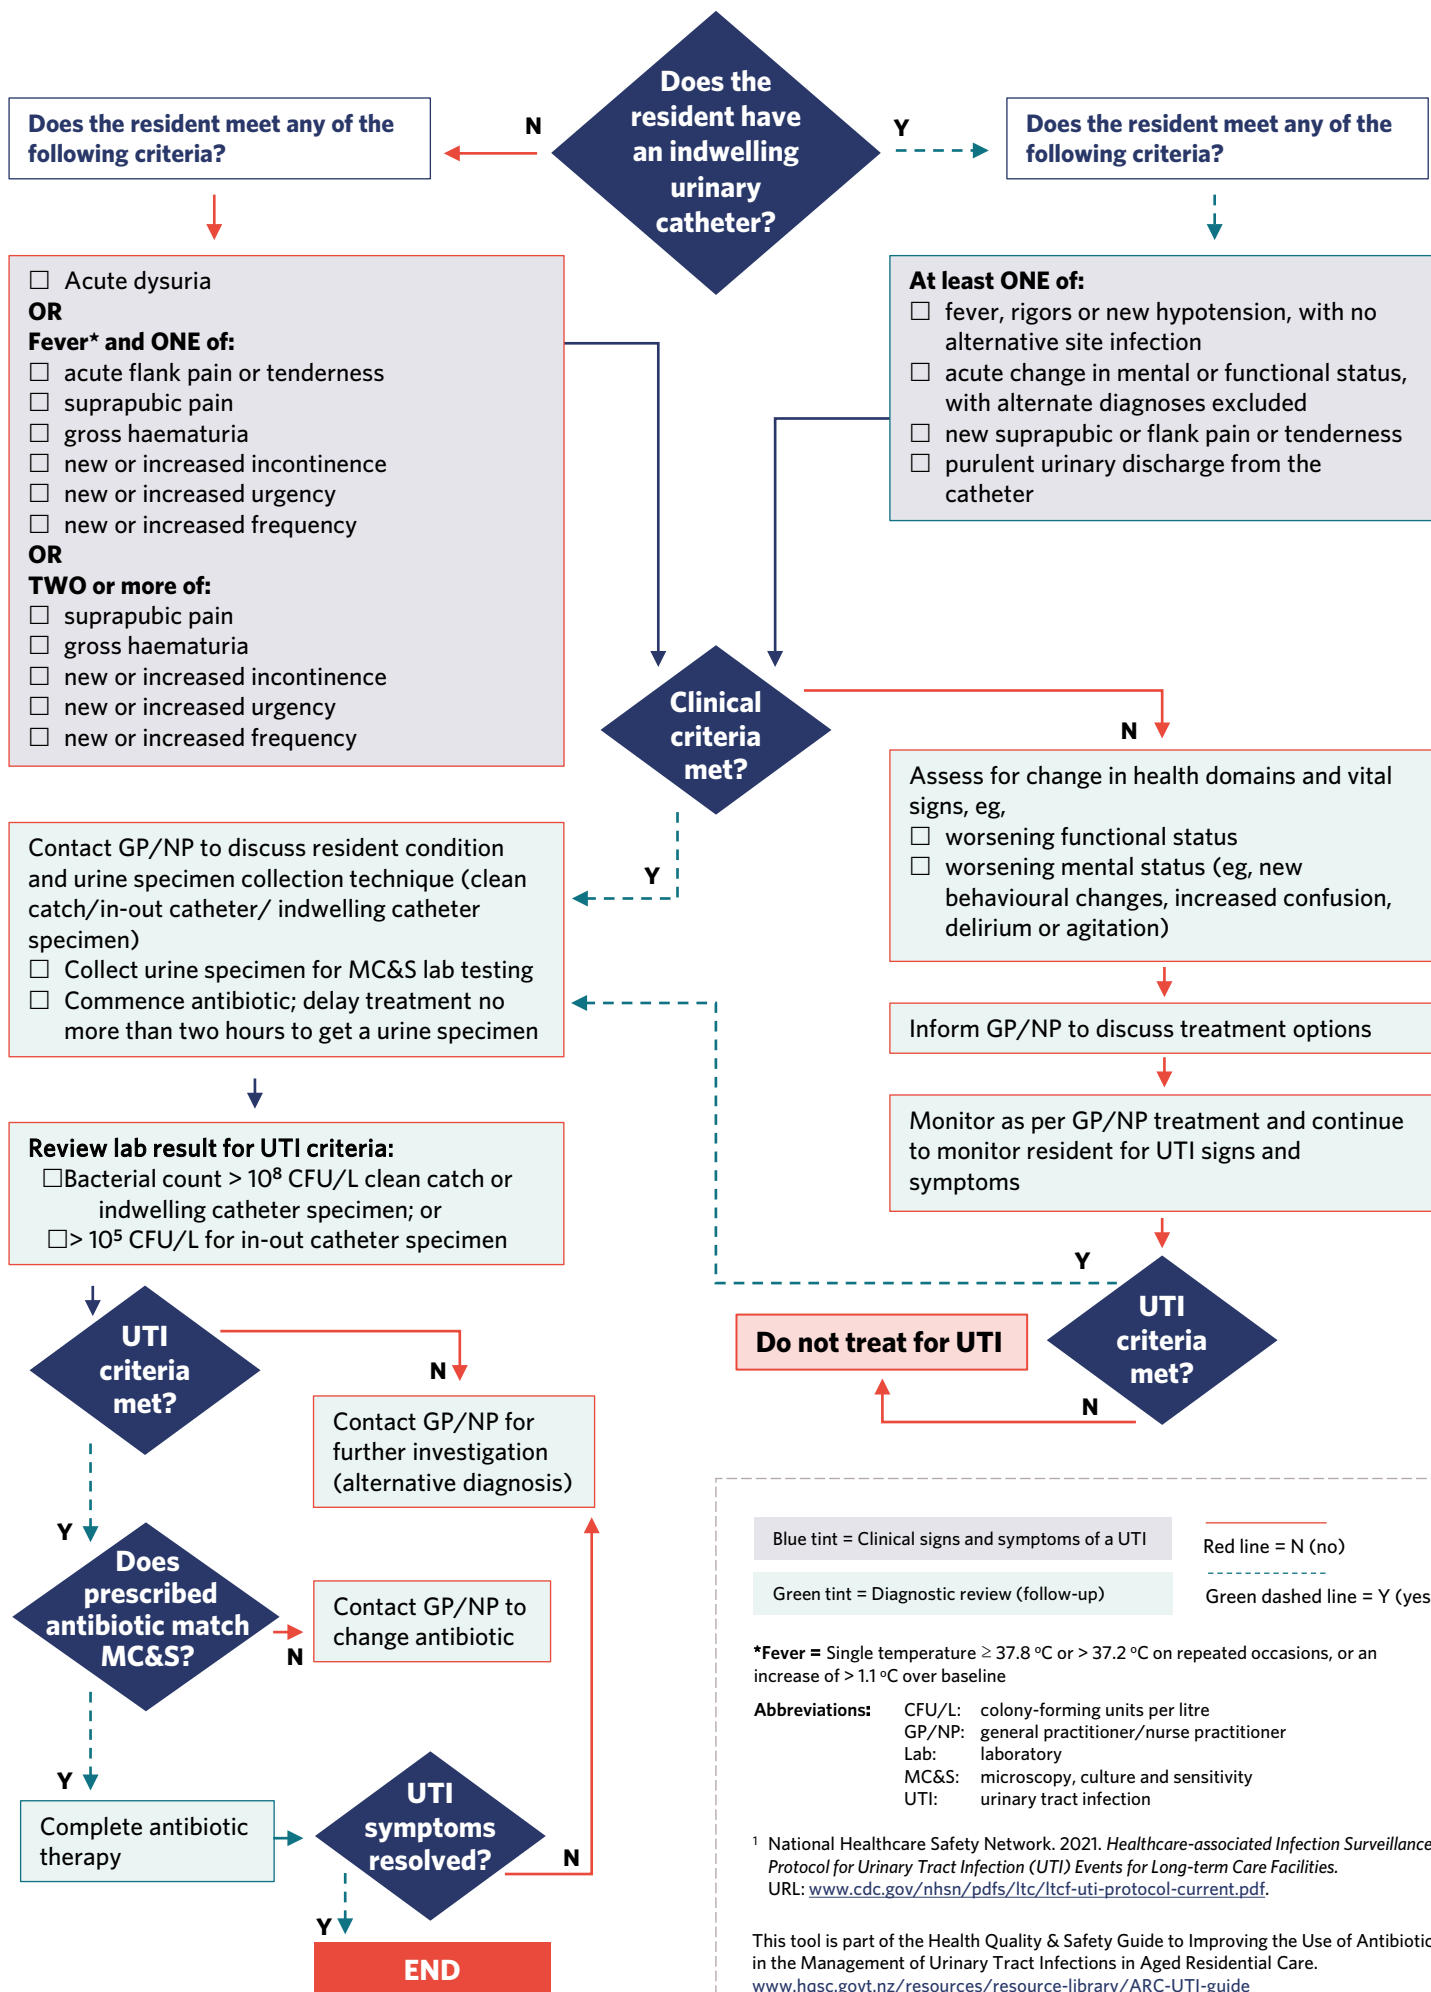 Does the
resident have
an indwelling
urinary
catheter?
N
Y
Does the resident meet any of the
following criteria?
Does the resident meet any of the
following criteria?
☐ Acute dysuria
OR
Fever* and ONE of:
☐ acute flank pain or tenderness
☐ suprapubic pain
☐ gross haematuria
☐ new or increased incontinence
☐ new or increased urgency
☐ new or increased frequency
OR
TWO or more of:
☐ suprapubic pain
☐ gross haematuria
☐ new or increased incontinence
☐ new or increased urgency
☐ new or increased frequency
At least ONE of:
☐ fever, rigors or new hypotension, with no
alternative site infection
☐ acute change in mental or functional status,
with alternate diagnoses excluded
☐ new suprapubic or flank pain or tenderness
☐ purulent urinary discharge from the
catheter
Clinical
criteria
met?
N
Y
Contact GP/NP to discuss resident condition
and urine specimen collection technique (clean
catch/in-out catheter/ indwelling catheter
specimen)
☐ Collect urine specimen for MC&S lab testing
☐ Commence antibiotic; delay treatment no
more than two hours to get a urine specimen
Assess for change in health domains and vital
signs, eg,
☐ worsening functional status
☐ worsening mental status (eg, new
behavioural changes, increased confusion,
delirium or agitation)
Inform GP/NP to discuss treatment options
Monitor as per GP/NP treatment and continue
to monitor resident for UTI signs and
symptoms
Review lab result for UTI criteria:
☐Bacterial count > 10⁸ CFU/L clean catch or
indwelling catheter specimen; or
☐> 10⁵ CFU/L for in-out catheter specimen
Y
UTI
criteria
met?
N
Do not treat for UTI
UTI
criteria
met?
N
Y
Contact GP/NP for
further investigation
(alternative diagnosis)
Does
prescribed
antibiotic match
MC&S?
N
Y
Contact GP/NP to
change antibiotic
Complete antibiotic
therapy
UTI
symptoms
resolved?
N
Y
END
Blue tint = Clinical signs and symptoms of a UTI
Red line = N (no)
Green tint = Diagnostic review (follow-up)
Green dashed line = Y (yes
*Fever = Single temperature ≥ 37.8 ºC or > 37.2 ºC on repeated occasions, or an
increase of > 1.1 ºC over baseline
Abbreviations: CFU/L: colony-forming units per litre
GP/NP: general practitioner/nurse practitioner
Lab: laboratory
MC&S: microscopy, culture and sensitivity
UTI: urinary tract infection
¹ National Healthcare Safety Network. 2021. Healthcare-associated Infection Surveillance
Protocol for Urinary Tract Infection (UTI) Events for Long-term Care Facilities.
URL: www.cdc.gov/nhsn/pdfs/ltc/ltcf-uti-protocol-current.pdf.
This tool is part of the Health Quality & Safety Guide to Improving the Use of Antibiotic
in the Management of Urinary Tract Infections in Aged Residential Care.
www.hqsc.govt.nz/resources/resource-library/ARC-UTI-guide